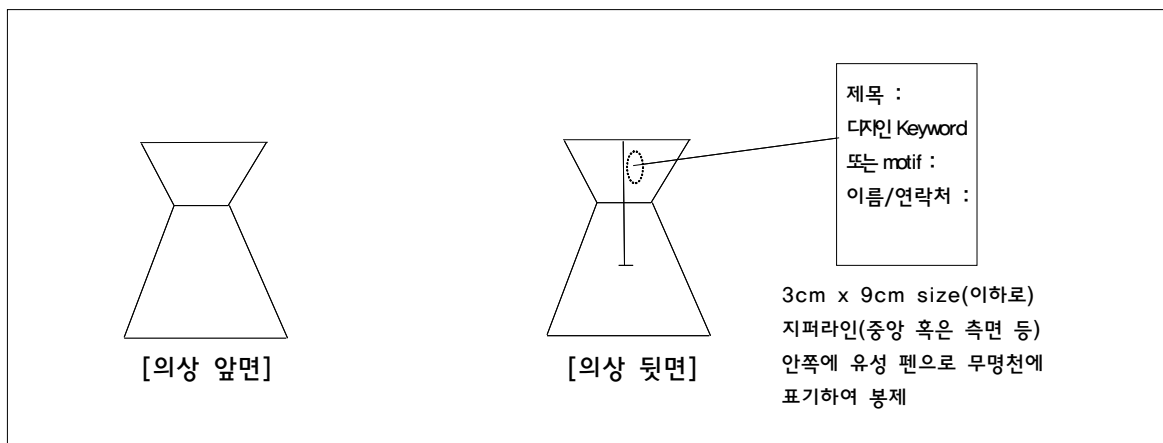 제목 :
디자인 Keyword
또는 motif :
이름/연락처 :
3cm x 9cm size(이하로)
지퍼라인(중앙 혹은 측면 등)
안쪽에 유성 펜으로 무명천에
표기하여 봉제
[의상 앞면]
[의상 뒷면]